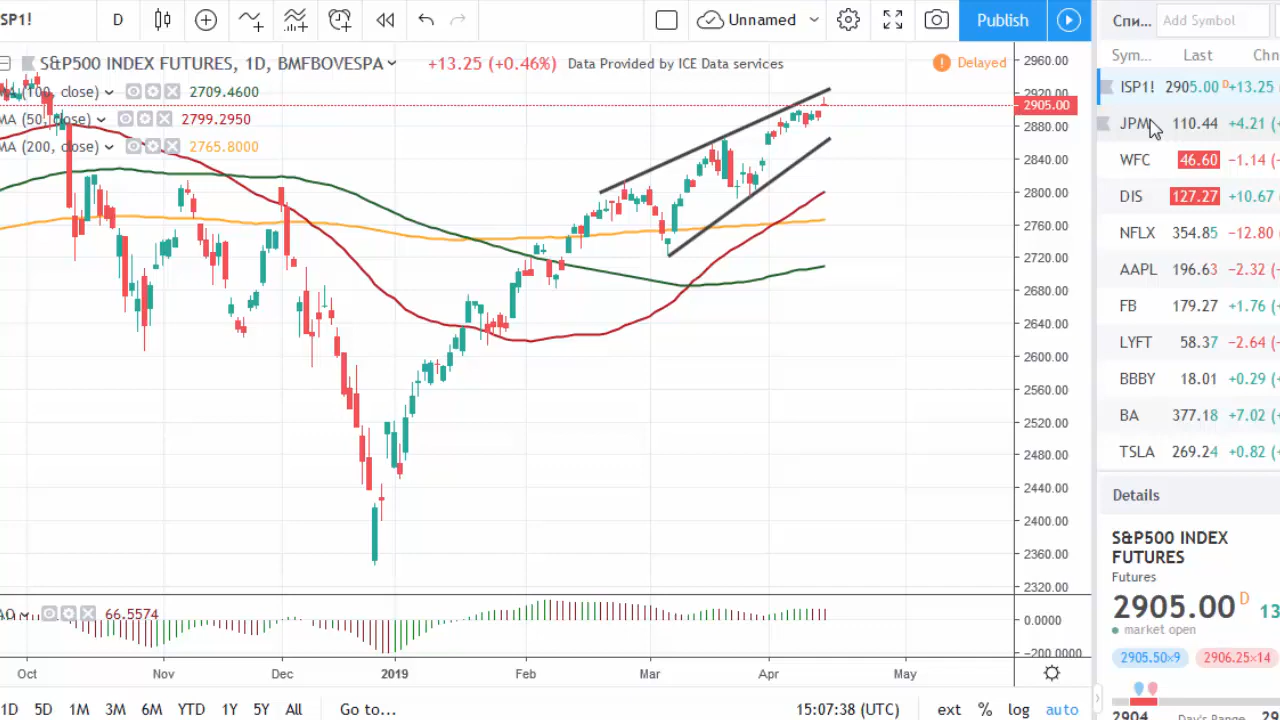 SP1! D Unnamed Publish Спи... Add Symbol
S&P500 INDEX FUTURES, 1D, BMFBOVESPA +13.25 (+0.46%) Data Provided by ICE Data services Delayed
MA (100, close) 2709.4600
MA (50, close) 2799.2950
MA (200, close) 2765.8000
2960.00
2920.00
2905.00
2880.00
2840.00
2800.00
2760.00
2720.00
2680.00
2640.00
2600.00
2560.00
2520.00
2480.00
2440.00
2400.00
2360.00
2320.00
AO 66.5574
0.0000
−200.0000
Oct Nov Dec 2019 Feb Mar Apr May
1D 5D 1M 3M 6M YTD 1Y 5Y All Go to... 15:07:38 (UTC) ext % log auto
Sym... Last Chn
ISP1! 2905.00 D +13.25 (
JPM 110.44 +4.21 (+
WFC 46.60 −1.14 (−
DIS 127.27 +10.67
NFLX 354.85 −12.80
AAPL 196.63 −2.32 (−
FB 179.27 +1.76 (+
LYFT 58.37 −2.64 (−
BBBY 18.01 +0.29 (+
BA 377.18 +7.02 (+
TSLA 269.24 +0.82 (+
Details
S&P500 INDEX
FUTURES
Futures
2905.00 D 13
market open
2905.50×9 2906.25×14
2904 Day's Range 29